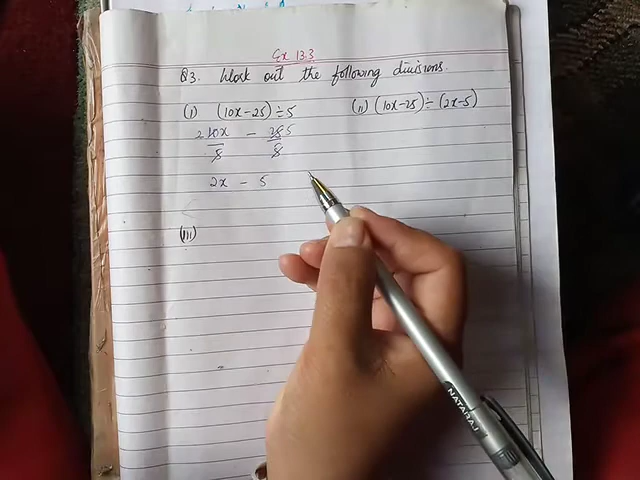 Ex 13.3
Q3. Work out the following divisions.
(i) (10x-25) ÷ 5 (ii) (10x-25) ÷ (2x-5)
2 10x - 25 5
5 5
2x - 5
(iii)
NATARAJ